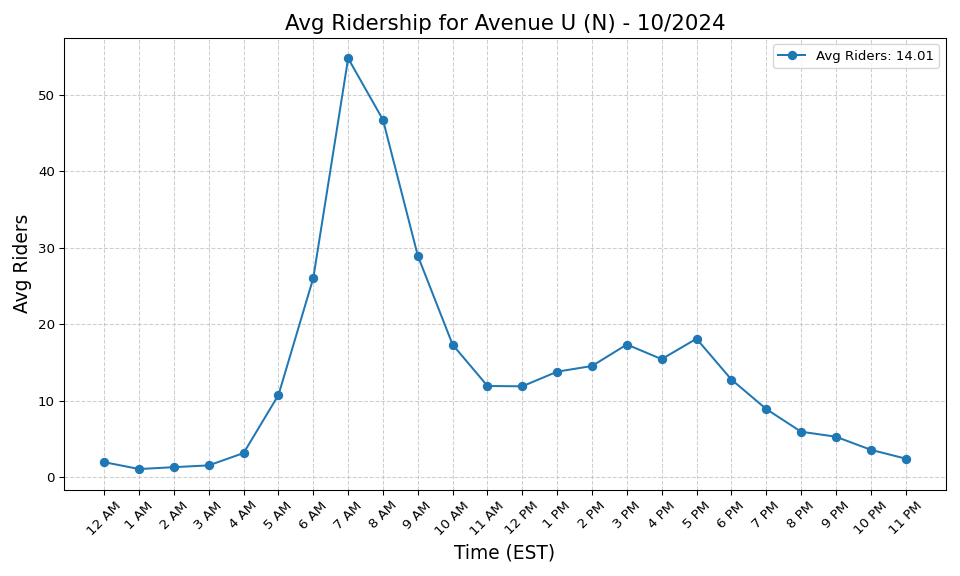 Avg Ridership for Avenue U (N) - 10/2024
Avg Riders: 14.01
Avg Riders
50
40
30
20
10
0
12 AM 1 AM 2 AM 3 AM 4 AM 5 AM 6 AM 7 AM 8 AM 9 AM 10 AM 11 AM 12 PM 1 PM 2 PM 3 PM 4 PM 5 PM 6 PM 7 PM 8 PM 9 PM 10 PM 11 PM
Time (EST)